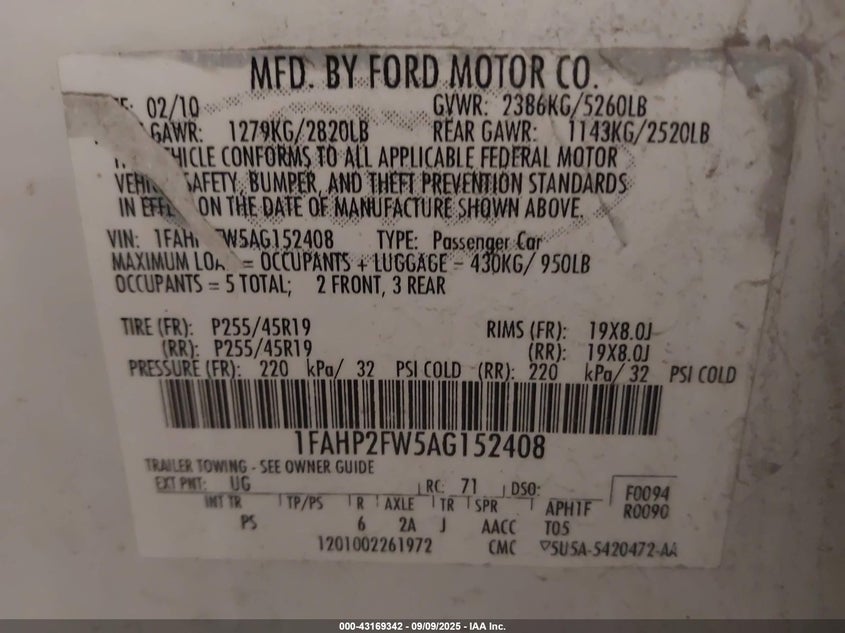 MFD. BY FORD MOTOR CO.
02/10 GVWR: 2386KG/5260LB
GAWR: 1279KG/2820LB REAR GAWR: 1143KG/2520LB
VEHICLE CONFORMS TO ALL APPLICABLE FEDERAL MOTOR
SAFETY, BUMPER, AND THEFT PREVENTION STANDARDS
IN EFFECT ON THE DATE OF MANUFACTURE SHOWN ABOVE.
VIN: 1FAHP2FW5AG152408 TYPE: Passenger Car
MAXIMUM LOAD = OCCUPANTS + LUGGAGE = 430KG/ 950LB
OCCUPANTS = 5 TOTAL; 2 FRONT, 3 REAR
TIRE (FR): P255/45R19 RIMS (FR): 19X8.0J
(RR): P255/45R19 (RR): 19X8.0J
PRESSURE (FR): 220 kPa/ 32 PSI COLD (RR): 220 kPa/ 32 PSI COLD
1FAHP2FW5AG152408
TRAILER TOWING - SEE OWNER GUIDE
EXT PNT: UG RC: 71 DSO: F0094
INT TR TP/PS R AXLE TR SPR APHTF R0090
PS 6 2A J AACC T05
1201002261972 CMC ▽5U5A-5420472-AA
000-43169342 - 09/09/2025 - IAA Inc.